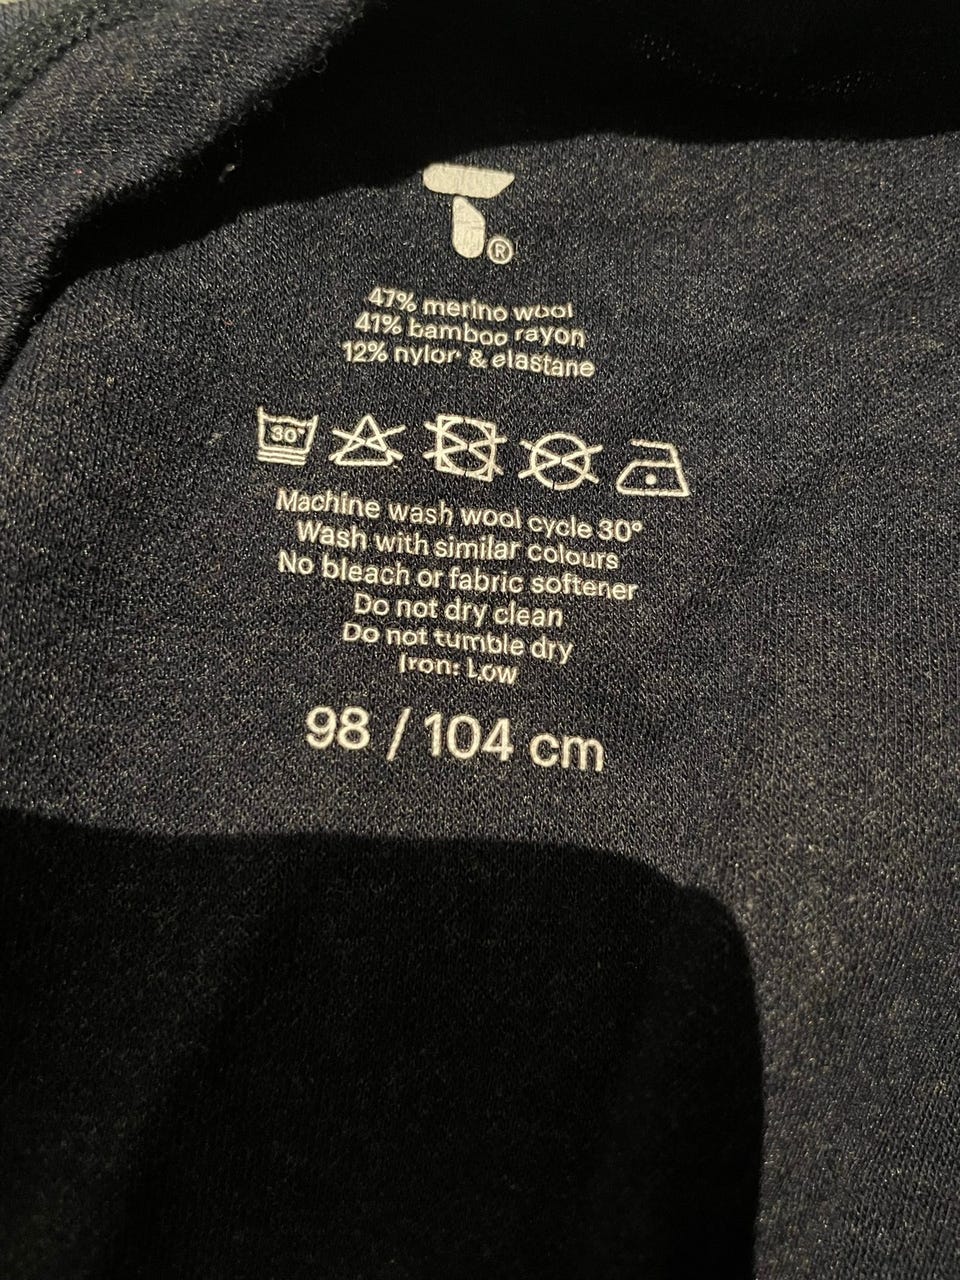 ®
47% merino wool
41% bamboo rayon
12% nylon & elastane
30°
Machine wash wool cycle 30°
Wash with similar colours
No bleach or fabric softener
Do not dry clean
Do not tumble dry
Iron: Low
98 / 104 cm